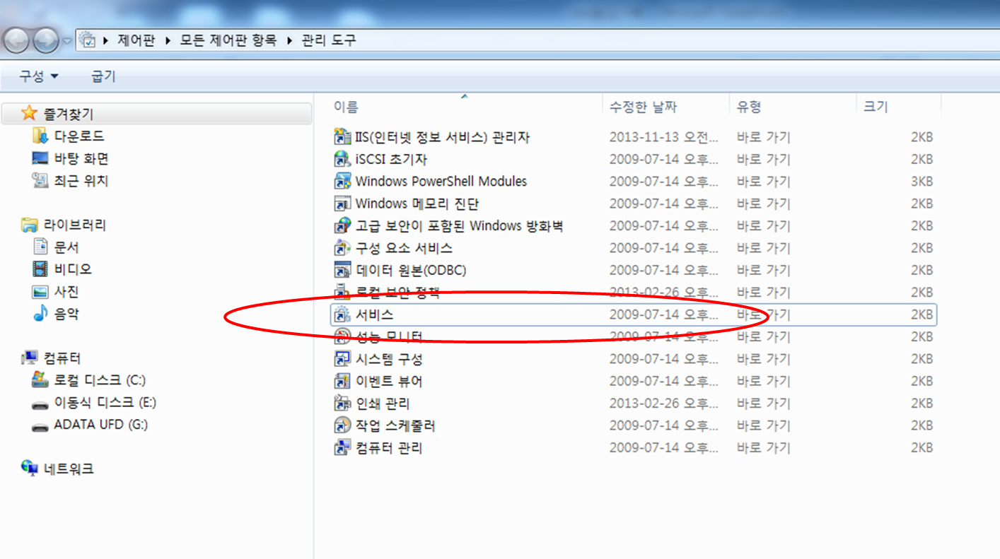 제어판 모든 제어판 항목 관리 도구
구성 굽기
이름 수정한 날짜 유형 크기
즐겨찾기
다운로드
바탕 화면
최근 위치
라이브러리
문서
비디오
사진
음악
컴퓨터
로컬 디스크 (C:)
이동식 디스크 (E:)
ADATA UFD (G:)
네트워크
IIS(인터넷 정보 서비스) 관리자 2013-11-13 오전... 바로 가기 2KB
iSCSI 초기자 2009-07-14 오후... 바로 가기 2KB
Windows PowerShell Modules 2009-07-14 오후... 바로 가기 3KB
Windows 메모리 진단 2009-07-14 오후... 바로 가기 2KB
고급 보안이 포함된 Windows 방화벽 2009-07-14 오후... 바로 가기 2KB
구성 요소 서비스 2009-07-14 오후... 바로 가기 2KB
데이터 원본(ODBC) 2009-07-14 오후... 바로 가기 2KB
로컬 보안 정책 2013-02-26 오후... 바로 가기 2KB
서비스 2009-07-14 오후... 바로 가기 2KB
성능 모니터 2009-07-14 오후... 바로 가기 2KB
시스템 구성 2009-07-14 오후... 바로 가기 2KB
이벤트 뷰어 2009-07-14 오후... 바로 가기 2KB
인쇄 관리 2013-02-26 오후... 바로 가기 2KB
작업 스케줄러 2009-07-14 오후... 바로 가기 2KB
컴퓨터 관리 2009-07-14 오후... 바로 가기 2KB